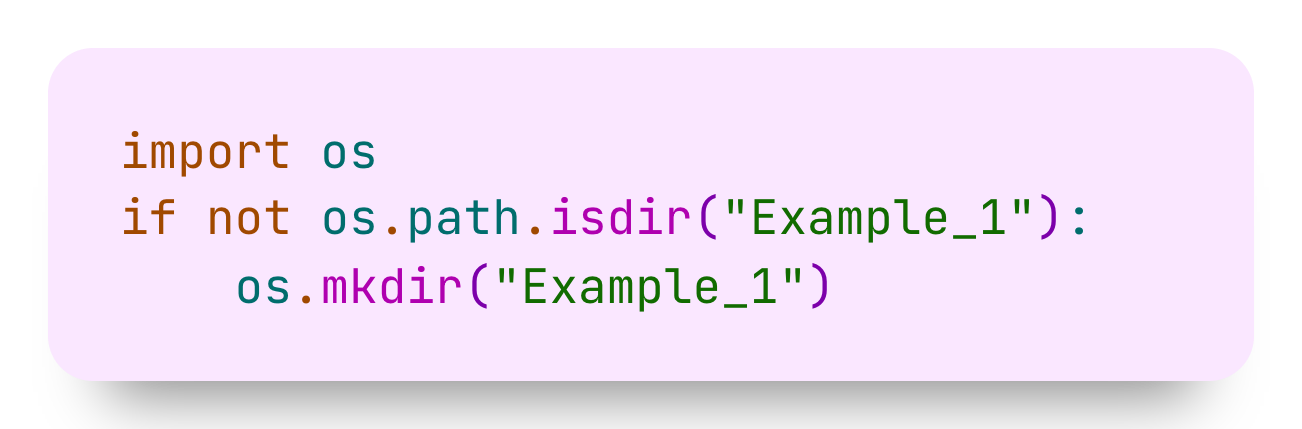 import os
if not os.path.isdir("Example_1"):
    os.mkdir("Example_1")